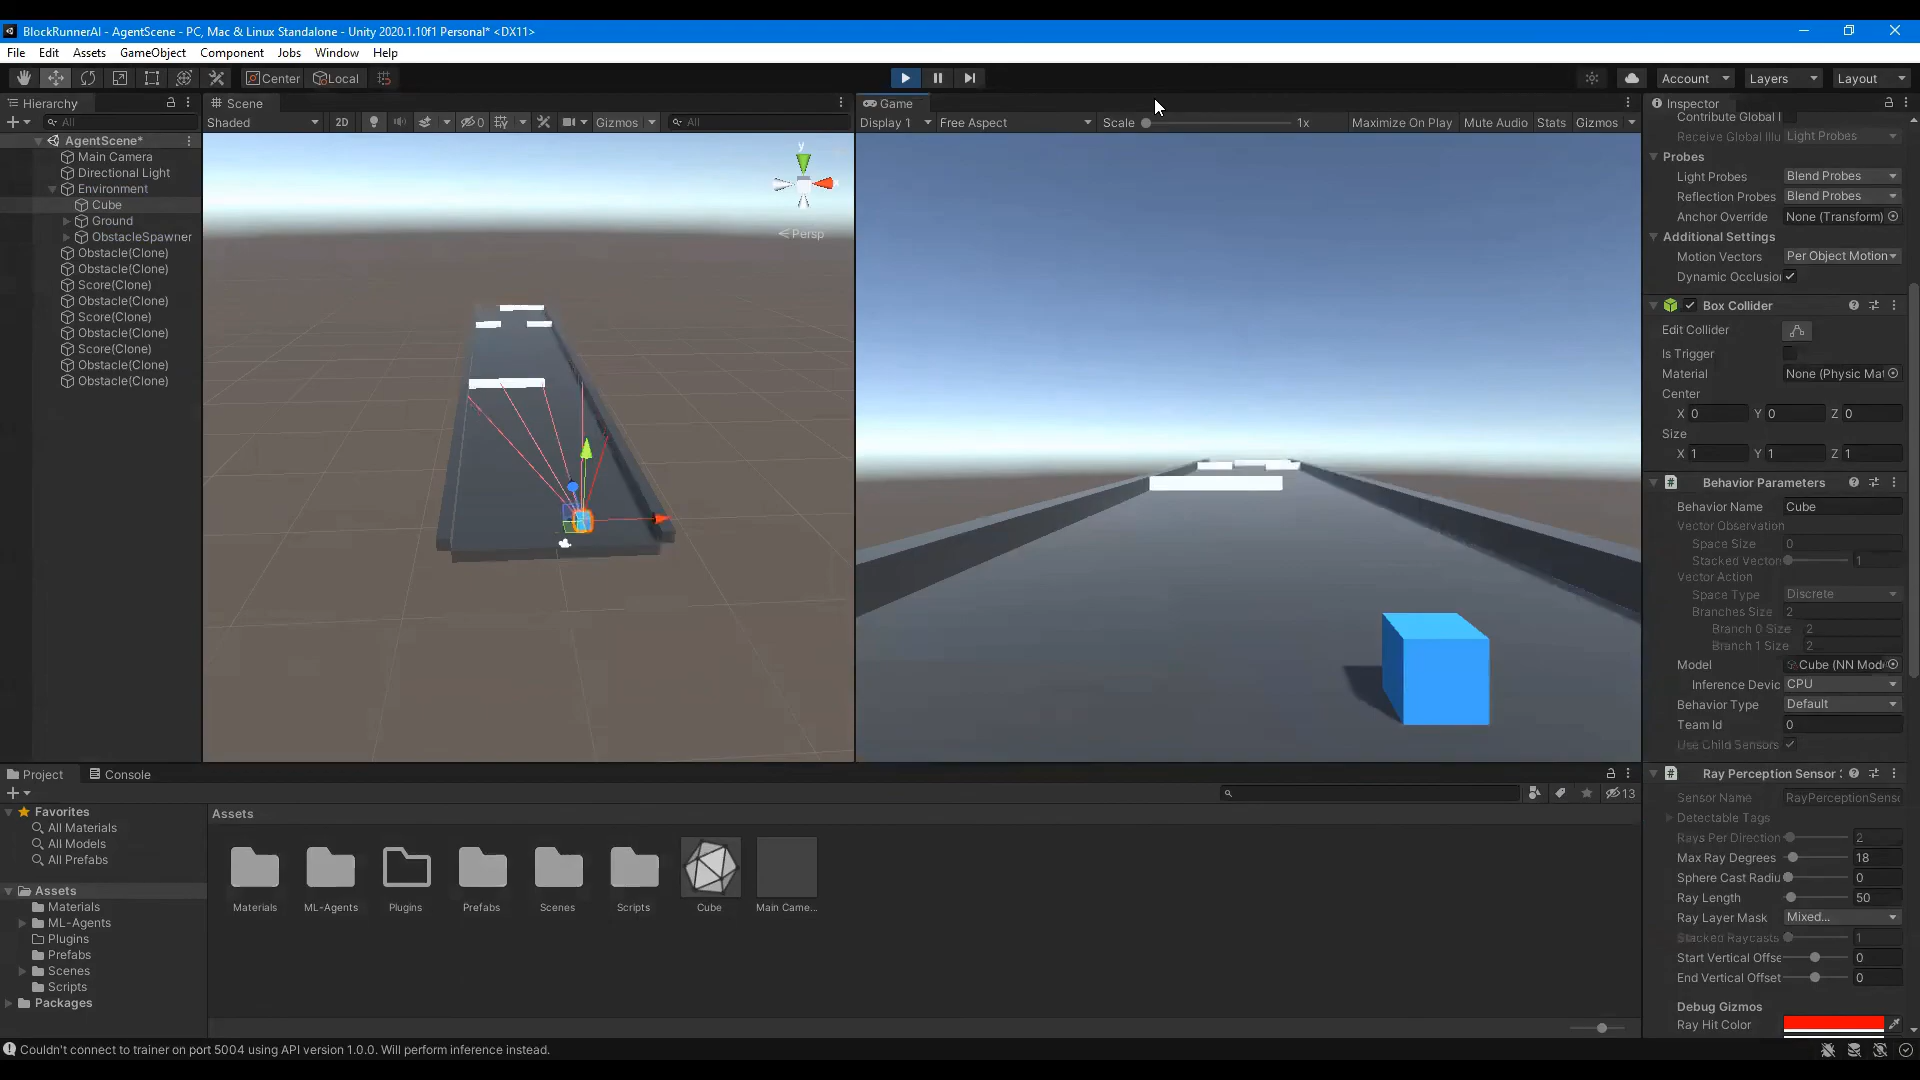 BlockRunnerAI - AgentScene - PC, Mac & Linux Standalone - Unity 2020.1.10f1 Personal* <DX11>
File Edit Assets GameObject Component Jobs Window Help
Center Local Account Layers Layout
Hierarchy
All
AgentScene*
Main Camera
Directional Light
Environment
Cube
Ground
ObstacleSpawner
Obstacle(Clone)
Obstacle(Clone)
Score(Clone)
Obstacle(Clone)
Score(Clone)
Obstacle(Clone)
Score(Clone)
Obstacle(Clone)
Obstacle(Clone)
Scene
Shaded 2D 0 Gizmos All
y
Persp
Game
Display 1 Free Aspect Scale 1x Maximize On Play Mute Audio Stats Gizmos
Inspector
Contribute Global I
Receive Global Illu Light Probes
Probes
Light Probes Blend Probes
Reflection Probes Blend Probes
Anchor Override None (Transform)
Additional Settings
Motion Vectors Per Object Motion
Dynamic Occlusion
Box Collider
Edit Collider
Is Trigger
Material None (Physic Mat
Center
X 0 Y 0 Z 0
Size
X 1 Y 1 Z 1
Behavior Parameters
Behavior Name Cube
Vector Observation
Space Size 0
Stacked Vector 1
Vector Action
Space Type Discrete
Branches Size 2
Branch 0 Size 2
Branch 1 Size 2
Model Cube (NN Mod
Inference Devic CPU
Behavior Type Default
Team Id 0
Use Child Sensors
Ray Perception Sensor
Sensor Name RayPerceptionSenso
Detectable Tags
Rays Per Direction 2
Max Ray Degrees 18
Sphere Cast Radiu 0
Ray Length 50
Ray Layer Mask Mixed...
Stacked Raycasts 1
Start Vertical Offse 0
End Vertical Offset 0
Debug Gizmos
Ray Hit Color
Project Console
13
Favorites
All Materials
All Models
All Prefabs
Assets
Materials
ML-Agents
Plugins
Prefabs
Scenes
Scripts
Packages
Assets
Materials ML-Agents Plugins Prefabs Scenes Scripts Cube Main Came...
Couldn't connect to trainer on port 5004 using API version 1.0.0. Will perform inference instead.